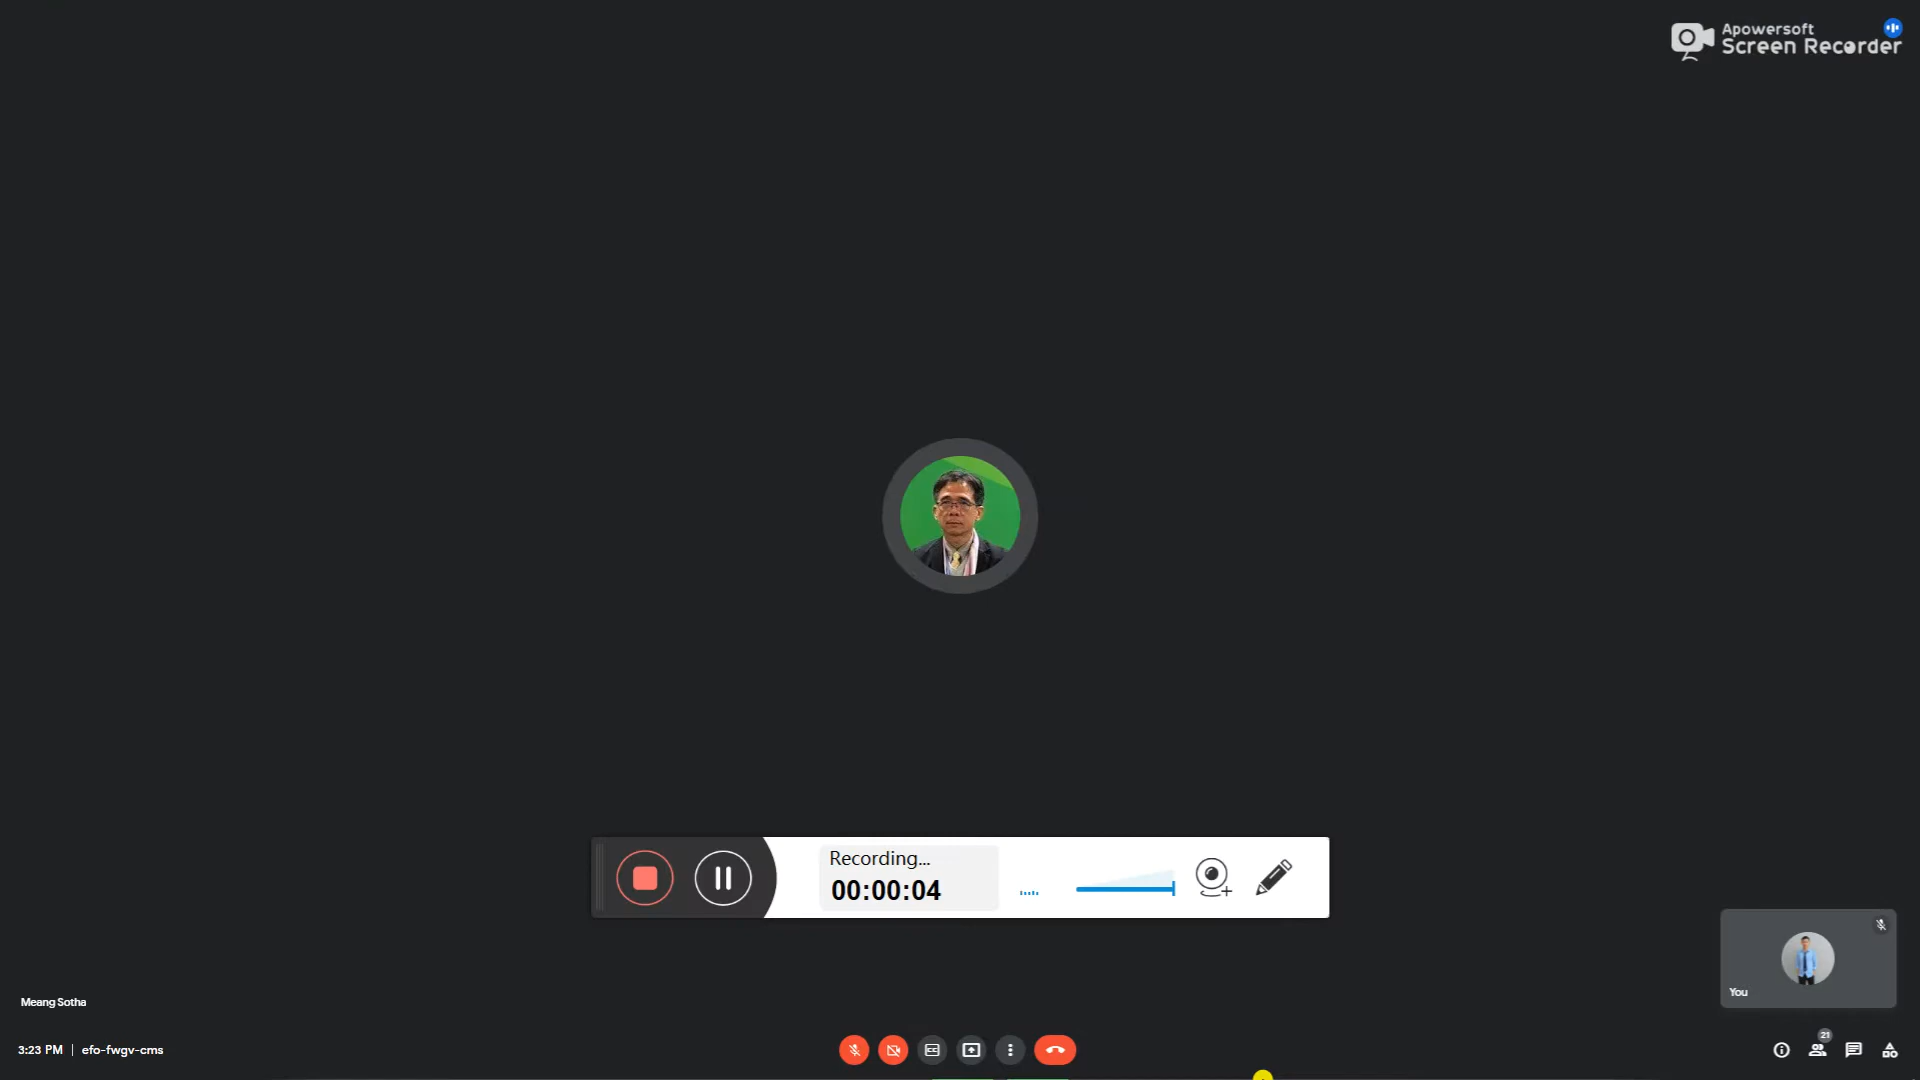 Apowersoft
Screen Recorder
Recording...
00:00:04
You
Meang Sotha
3:23 PM | efo-fwgv-cms
21